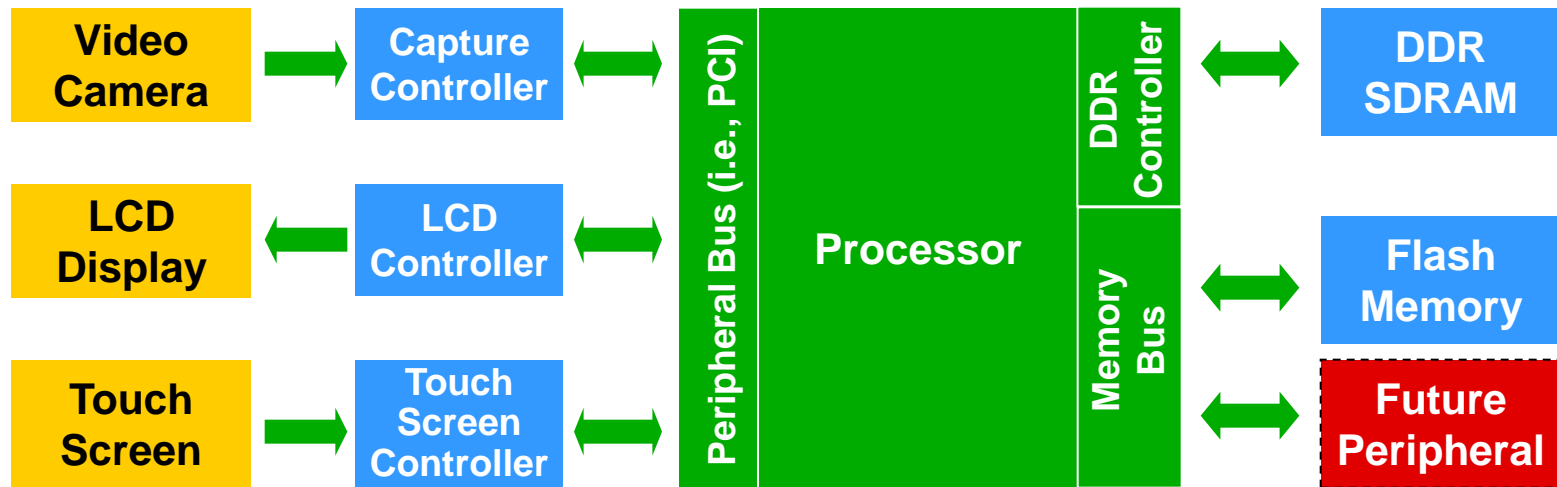 Video
Camera
Capture
Controller
LCD
Display
LCD
Controller
Touch
Screen
Touch
Screen
Controller
Peripheral Bus (i.e., PCI)
Processor
DDR
Controller
Memory
Bus
DDR
SDRAM
Flash
Memory
Future
Peripheral